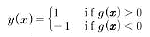 y(x) = { 1 if g(x) > 0
-1 if g(x) < 0